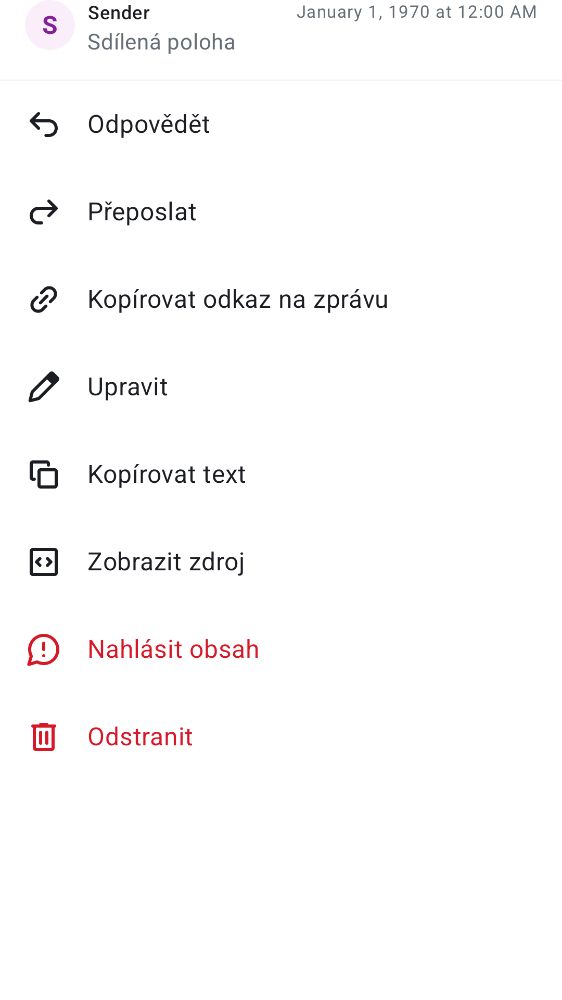 S
Sender
January 1, 1970 at 12:00 AM
Sdílená poloha
Odpovědět
Přeposlat
Kopírovat odkaz na zprávu
Upravit
Kopírovat text
Zobrazit zdroj
Nahlásit obsah
Odstranit